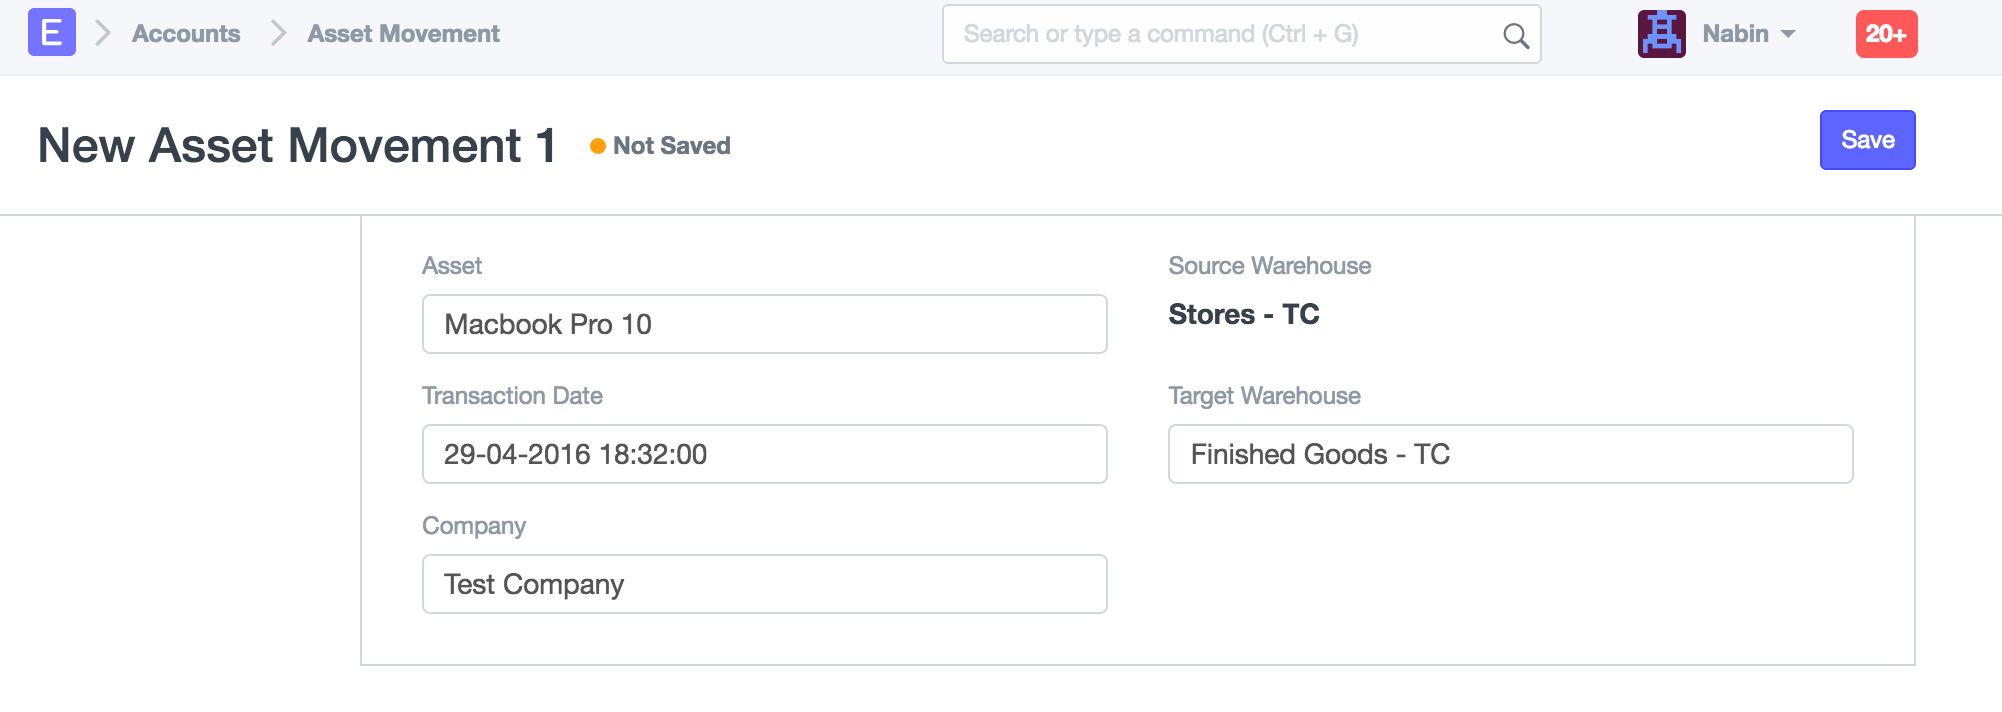 E Accounts Asset Movement Search or type a command (Ctrl + G) Nabin 20+
New Asset Movement 1 Not Saved Save
Asset Source Warehouse
Macbook Pro 10 Stores - TC
Transaction Date Target Warehouse
29-04-2016 18:32:00 Finished Goods - TC
Company
Test Company